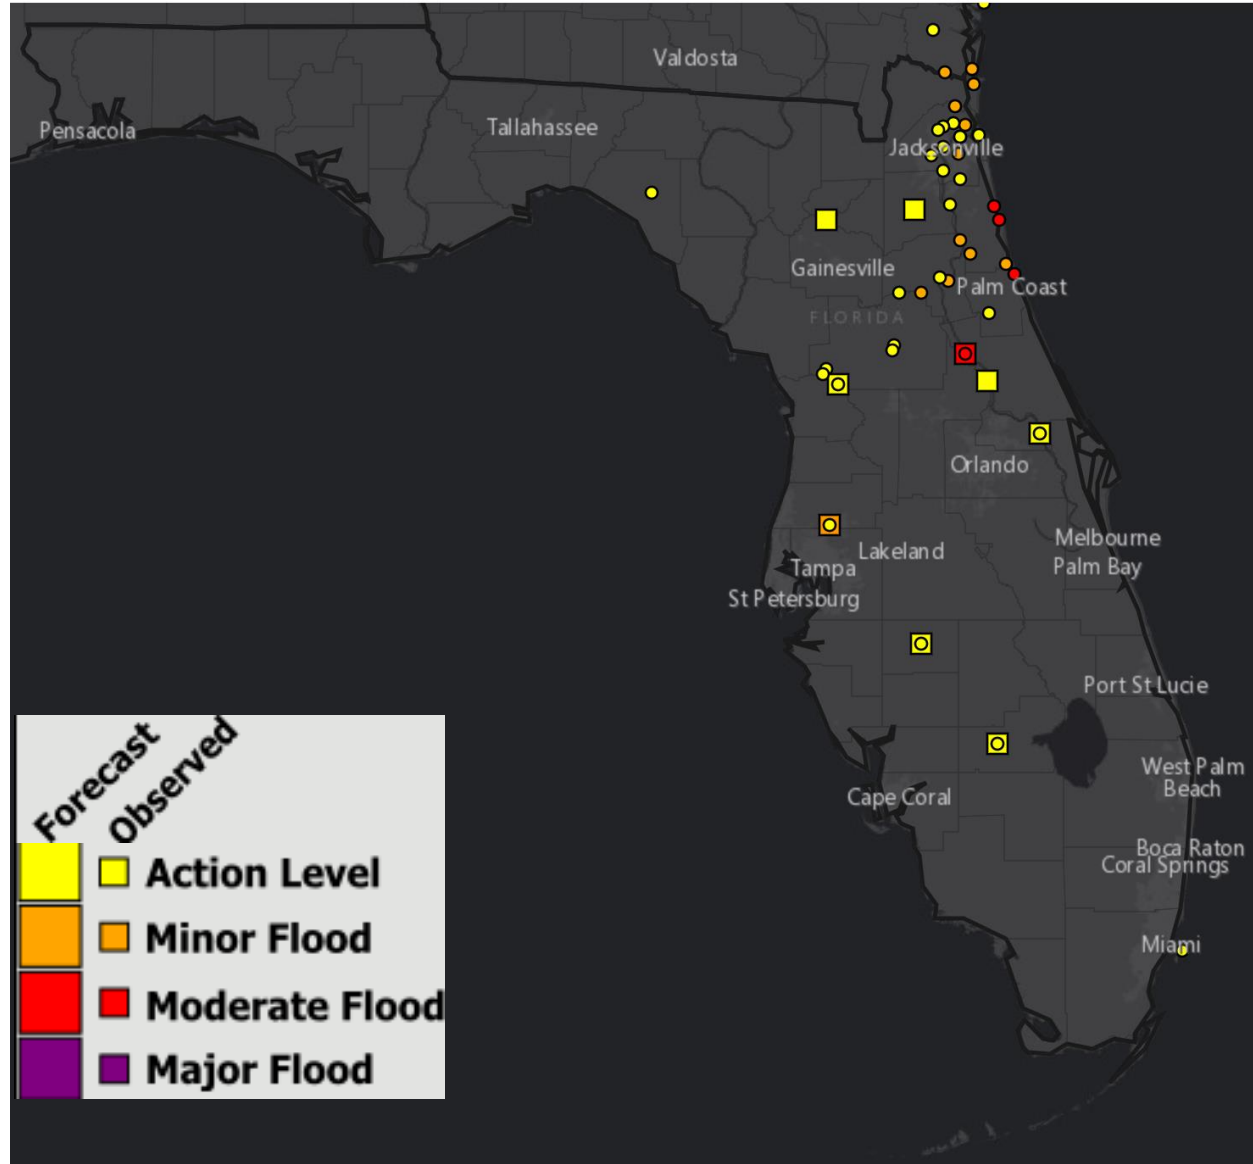 Valdosta
Pensacola
Tallahassee
Jacksonville
Gainesville
Palm Coast
FLORIDA
Orlando
Melbourne
Lakeland
Palm Bay
Tampa
St Petersburg
Port St Lucie
West Palm
Beach
Cape Coral
Boca Raton
Coral Springs
Miami
Forecast
Observed
Action Level
Minor Flood
Moderate Flood
Major Flood